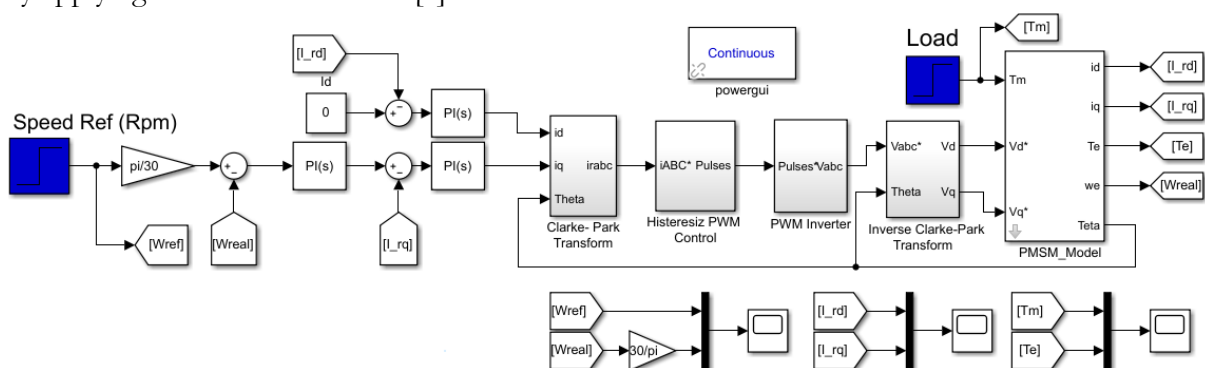 [Tm]
Load
[I_rd]
Continuous
powergui
id
[I_rd]
Tm
Id
0
PI(s)
iq
[I_rq]
Speed Ref (Rpm)
id
Vabc*
Vd
Vd*
Te
[Te]
pi/30
PI(s)
PI(s)
iq
irabc
iABC*
Pulses
Pulses*
Vabc
we
[Wreal]
Theta
Theta
Vq
Vq*
Teta
Clarke- Park
Transform
Histeresiz PWM
Control
PWM Inverter
Inverse Clarke-Park
Transform
PMSM_Model
[Wref]
[Wreal]
[I_rq]
[Wref]
[I_rd]
[Tm]
[Wreal]
30/pi
[I_rq]
[Te]